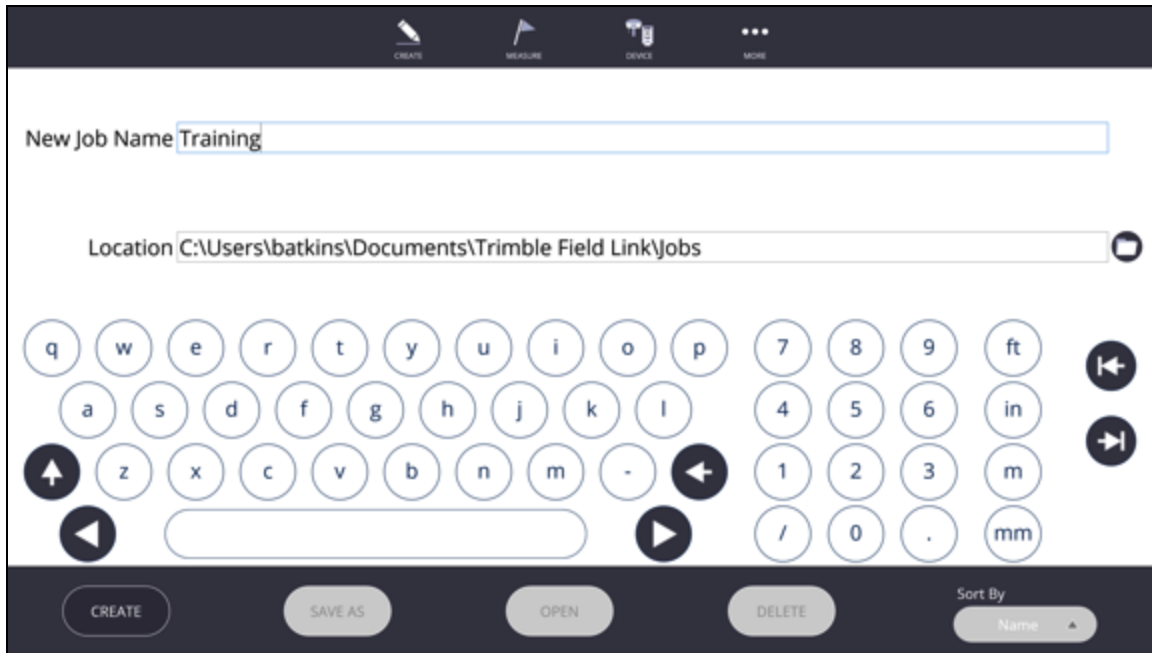 CREATE MEASURE DEVICE MORE
New Job Name Training
Location C:\Users\batkins\Documents\Trimble Field Link\Jobs
q w e r t y u i o p 7 8 9 ft
a s d f g h j k l 4 5 6 in
z x c v b n m - 1 2 3 m
/ 0 . mm
Sort By
CREATE SAVE AS OPEN DELETE Name